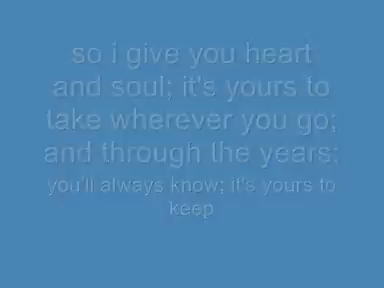 so i give you heart
and soul; it's yours to
take wherever you go;
and through the years:
you'll always know; it's yours to
keep